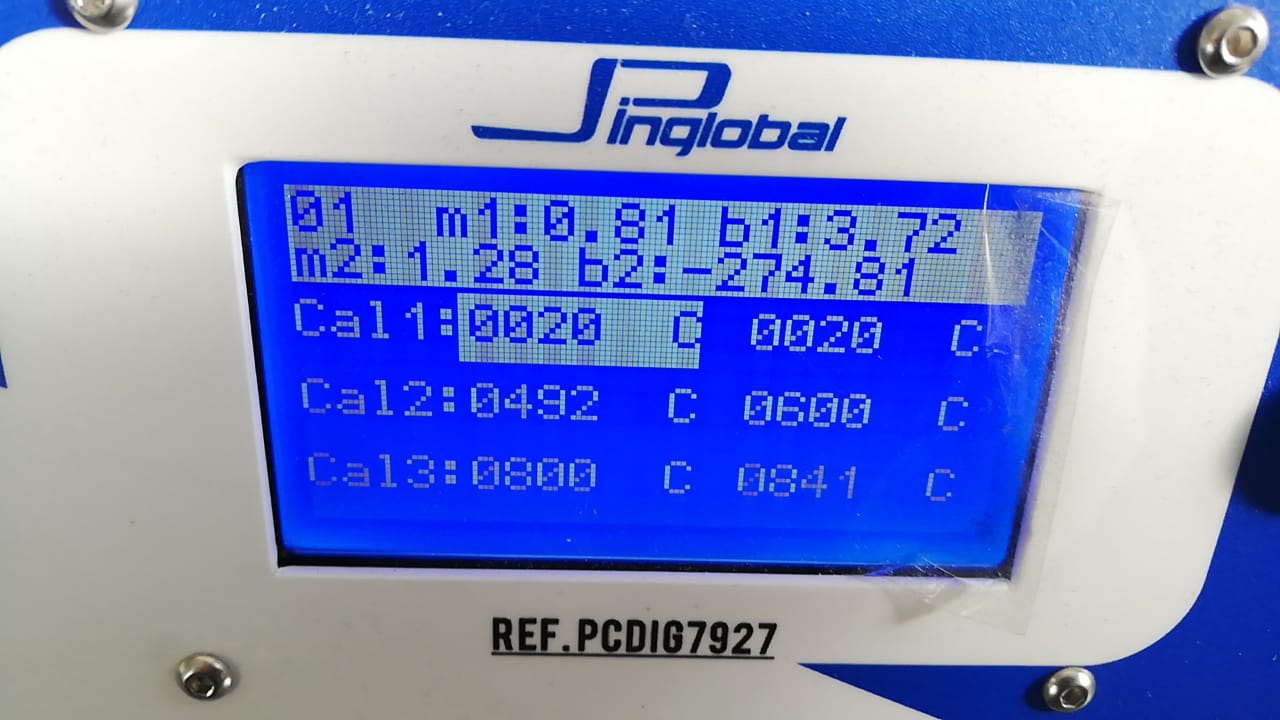 Pinglobal
01 m1:0.81 b1:3.72
m2:1.28 b2:-274.81
Cal1:0020 C 0020 C
Cal2:0492 C 0600 C
Cal3:0800 C 0841 C
REF.PCDIG7927